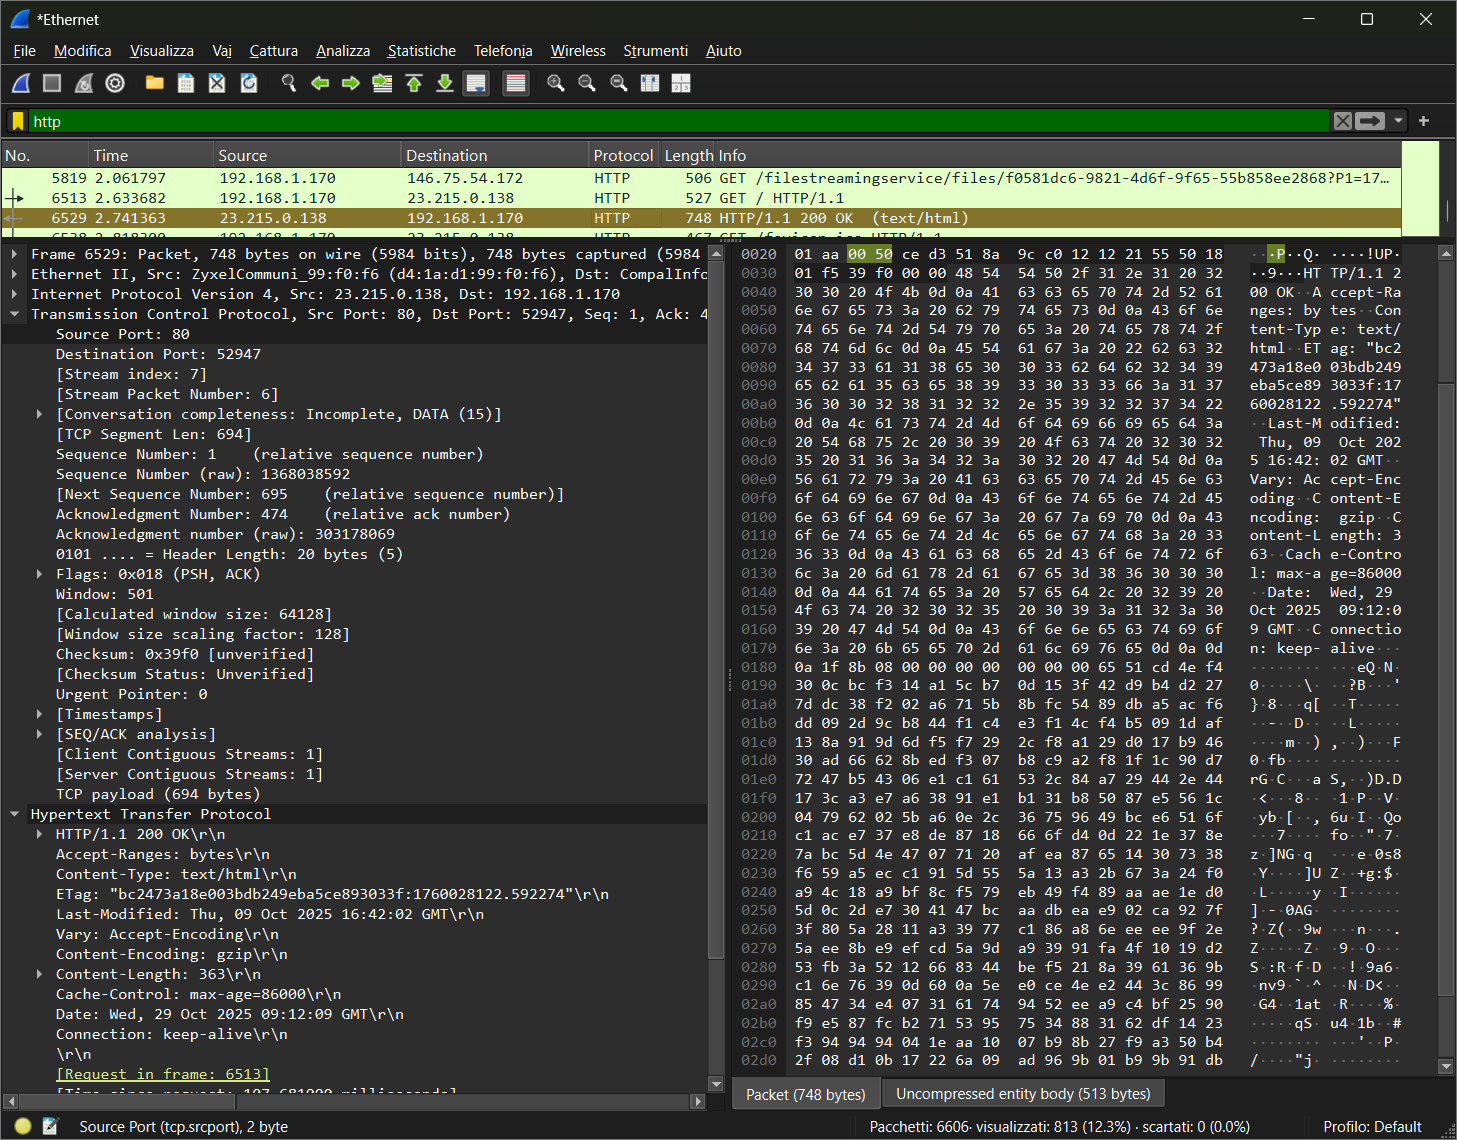 *Ethernet
File Modifica Visualizza Vai Cattura Analizza Statistiche Telefonia Wireless Strumenti Aiuto
http
No. Time Source Destination Protocol Length Info
5819 2.061797 192.168.1.170 146.75.54.172 HTTP 506 GET /filestreamingservice/files/f0581dc6-9821-4d6f-9f65-55b858ee2868?P1=17…
6513 2.633682 192.168.1.170 23.215.0.138 HTTP 527 GET / HTTP/1.1
6529 2.741363 23.215.0.138 192.168.1.170 HTTP 748 HTTP/1.1 200 OK  (text/html)
Frame 6529: Packet, 748 bytes on wire (5984 bits), 748 bytes captured (5984
Ethernet II, Src: ZyxelCommuni_99:f0:f6 (d4:1a:d1:99:f0:f6), Dst: CompalInfo
Internet Protocol Version 4, Src: 23.215.0.138, Dst: 192.168.1.170
Transmission Control Protocol, Src Port: 80, Dst Port: 52947, Seq: 1, Ack: 4
Source Port: 80
Destination Port: 52947
[Stream index: 7]
[Stream Packet Number: 6]
[Conversation completeness: Incomplete, DATA (15)]
[TCP Segment Len: 694]
Sequence Number: 1    (relative sequence number)
Sequence Number (raw): 1368038592
[Next Sequence Number: 695    (relative sequence number)]
Acknowledgment Number: 474    (relative ack number)
Acknowledgment number (raw): 303178069
0101 .... = Header Length: 20 bytes (5)
Flags: 0x018 (PSH, ACK)
Window: 501
[Calculated window size: 64128]
[Window size scaling factor: 128]
Checksum: 0x39f0 [unverified]
[Checksum Status: Unverified]
Urgent Pointer: 0
[Timestamps]
[SEQ/ACK analysis]
[Client Contiguous Streams: 1]
[Server Contiguous Streams: 1]
TCP payload (694 bytes)
Hypertext Transfer Protocol
HTTP/1.1 200 OK\r\n
Accept-Ranges: bytes\r\n
Content-Type: text/html\r\n
ETag: "bc2473a18e003bdb249eba5ce893033f:1760028122.592274"\r\n
Last-Modified: Thu, 09 Oct 2025 16:42:02 GMT\r\n
Vary: Accept-Encoding\r\n
Content-Encoding: gzip\r\n
Content-Length: 363\r\n
Cache-Control: max-age=86000\r\n
Date: Wed, 29 Oct 2025 09:12:09 GMT\r\n
Connection: keep-alive\r\n
\r\n
[Request in frame: 6513]
0020 01 aa 00 50 ce d3 51 8a 9c c0 12 12 21 55 50 18 ···P··Q· ····!UP·
0030 01 f5 39 f0 00 00 48 54 54 50 2f 31 2e 31 20 32 ··9···HT TP/1.1 2
0040 30 30 20 4f 4b 0d 0a 41 63 63 65 70 74 2d 52 61 00 OK··A ccept-Ra
0050 6e 67 65 73 3a 20 62 79 74 65 73 0d 0a 43 6f 6e nges: by tes··Con
0060 74 65 6e 74 2d 54 79 70 65 3a 20 74 65 78 74 2f tent-Typ e: text/
0070 68 74 6d 6c 0d 0a 45 54 61 67 3a 20 22 62 63 32 html··ET ag: "bc2
0080 34 37 33 61 31 38 65 30 30 33 62 64 62 32 34 39 473a18e0 03bdb249
0090 65 62 61 35 63 65 38 39 33 30 33 33 66 3a 31 37 eba5ce89 3033f:17
00a0 36 30 30 32 38 31 32 32 2e 35 39 32 32 37 34 22 60028122 .592274"
00b0 0d 0a 4c 61 73 74 2d 4d 6f 64 69 66 69 65 64 3a ··Last-M odified:
00c0 20 54 68 75 2c 20 30 39 20 4f 63 74 20 32 30 32 Thu, 09 Oct 202
00d0 35 20 31 36 3a 34 32 3a 30 32 20 47 4d 54 0d 0a 5 16:42: 02 GMT··
00e0 56 61 72 79 3a 20 41 63 63 65 70 74 2d 45 6e 63 Vary: Ac cept-Enc
00f0 6f 64 69 6e 67 0d 0a 43 6f 6e 74 65 6e 74 2d 45 oding··C ontent-E
0100 6e 63 6f 64 69 6e 67 3a 20 67 7a 69 70 0d 0a 43 ncoding: gzip··C
0110 6f 6e 74 65 6e 74 2d 4c 65 6e 67 74 68 3a 20 33 ontent-L ength: 3
0120 36 33 0d 0a 43 61 63 68 65 2d 43 6f 6e 74 72 6f 63··Cach e-Contro
0130 6c 3a 20 6d 61 78 2d 61 67 65 3d 38 36 30 30 30 l: max-a ge=86000
0140 0d 0a 44 61 74 65 3a 20 57 65 64 2c 20 32 39 20 ··Date: Wed, 29
0150 4f 63 74 20 32 30 32 35 20 30 39 3a 31 32 3a 30 Oct 2025 09:12:0
0160 39 20 47 4d 54 0d 0a 43 6f 6e 6e 65 63 74 69 6f 9 GMT··C onnectio
0170 6e 3a 20 6b 65 65 70 2d 61 6c 69 76 65 0d 0a 0d n: keep- alive···
0180 0a 1f 8b 08 00 00 00 00 00 00 00 65 51 cd 4e f4 ········ ···eQ·N·
0190 30 0c bc f3 14 a1 5c b7 0d 15 3f 42 d9 b4 d2 27 0·····\· ··?B···'
01a0 7d dc 38 f2 02 a6 71 5b 8b fc 54 89 db a5 ac f6 }·8···q[ ··T·····
01b0 dd 09 2d 9c b8 44 f1 c4 e3 f1 4c f4 b5 09 1d af ··-··D·· ··L·····
01c0 13 8a 91 9d 6d f5 f7 29 2c f8 a1 29 d0 17 b9 46 ····m··) ,··)···F
01d0 30 ad 66 62 8b ed f3 07 b8 c9 a2 f8 1f 1c 90 d7 0·fb···· ········
01e0 72 47 b5 43 06 e1 c1 61 53 2c 84 a7 29 44 2e 44 rG·C···a S,··)D.D
01f0 17 3c a3 e7 a6 38 91 e1 b1 31 b8 50 87 e5 56 1c ·<···8·· ·1·P··V·
0200 04 79 62 02 5b a6 0e 2c 36 75 96 49 bc e6 51 6f ·yb·[··, 6u·I··Qo
0210 c1 ac e7 37 e8 de 87 18 66 6f d4 0d 22 1e 37 8e ···7···· fo··"·7·
0220 7a bc 5d 4e 47 07 71 20 af ea 87 65 14 30 73 38 z·]NG·q ···e·0s8
0230 f6 59 a5 ec c1 91 5d 55 5a 13 a3 2b 67 3a 24 f0 ·Y····]U Z··+g:$·
0240 a9 4c 18 a9 bf 8c f5 79 eb 49 f4 89 aa ae 1e d0 ·L·····y ·I······
0250 5d 0c 2d e7 30 41 47 bc aa db ea e9 02 ca 92 7f ]·-·0AG· ········
0260 3f 80 5a 28 11 a3 39 77 c1 86 a8 6e ee ee 9f 2e ?·Z(··9w ···n···.
0270 5a ee 8b e9 ef cd 5a 9d a9 39 91 fa 4f 10 19 d2 Z·····Z· ·9··O···
0280 53 fb 3a 52 12 66 83 44 be f5 21 8a 39 61 36 9b S·:R·f·D ··!·9a6·
0290 c1 6e 76 39 0d 60 0a 5e e0 ce 4e e2 44 3c 86 99 ·nv9·`·^ ··N·D<··
02a0 85 47 34 e4 07 31 61 74 94 52 ee a9 c4 bf 25 90 ·G4··1at ·R····%·
02b0 f9 e5 87 fc b2 71 53 95 75 34 88 31 62 df 14 23 ·····qS· u4·1b··#
02c0 f3 94 94 94 04 1e aa 10 07 b9 8b 27 f9 a3 50 b4 ········ ···'··P·
02d0 2f 08 d1 0b 17 22 6a 09 ad 96 9b 01 b9 9b 91 db /····"j· ········
Packet (748 bytes) Uncompressed entity body (513 bytes)
Source Port (tcp.srcport), 2 byte
Pacchetti: 6606· visualizzati: 813 (12.3%) · scartati: 0 (0.0%)
Profilo: Default